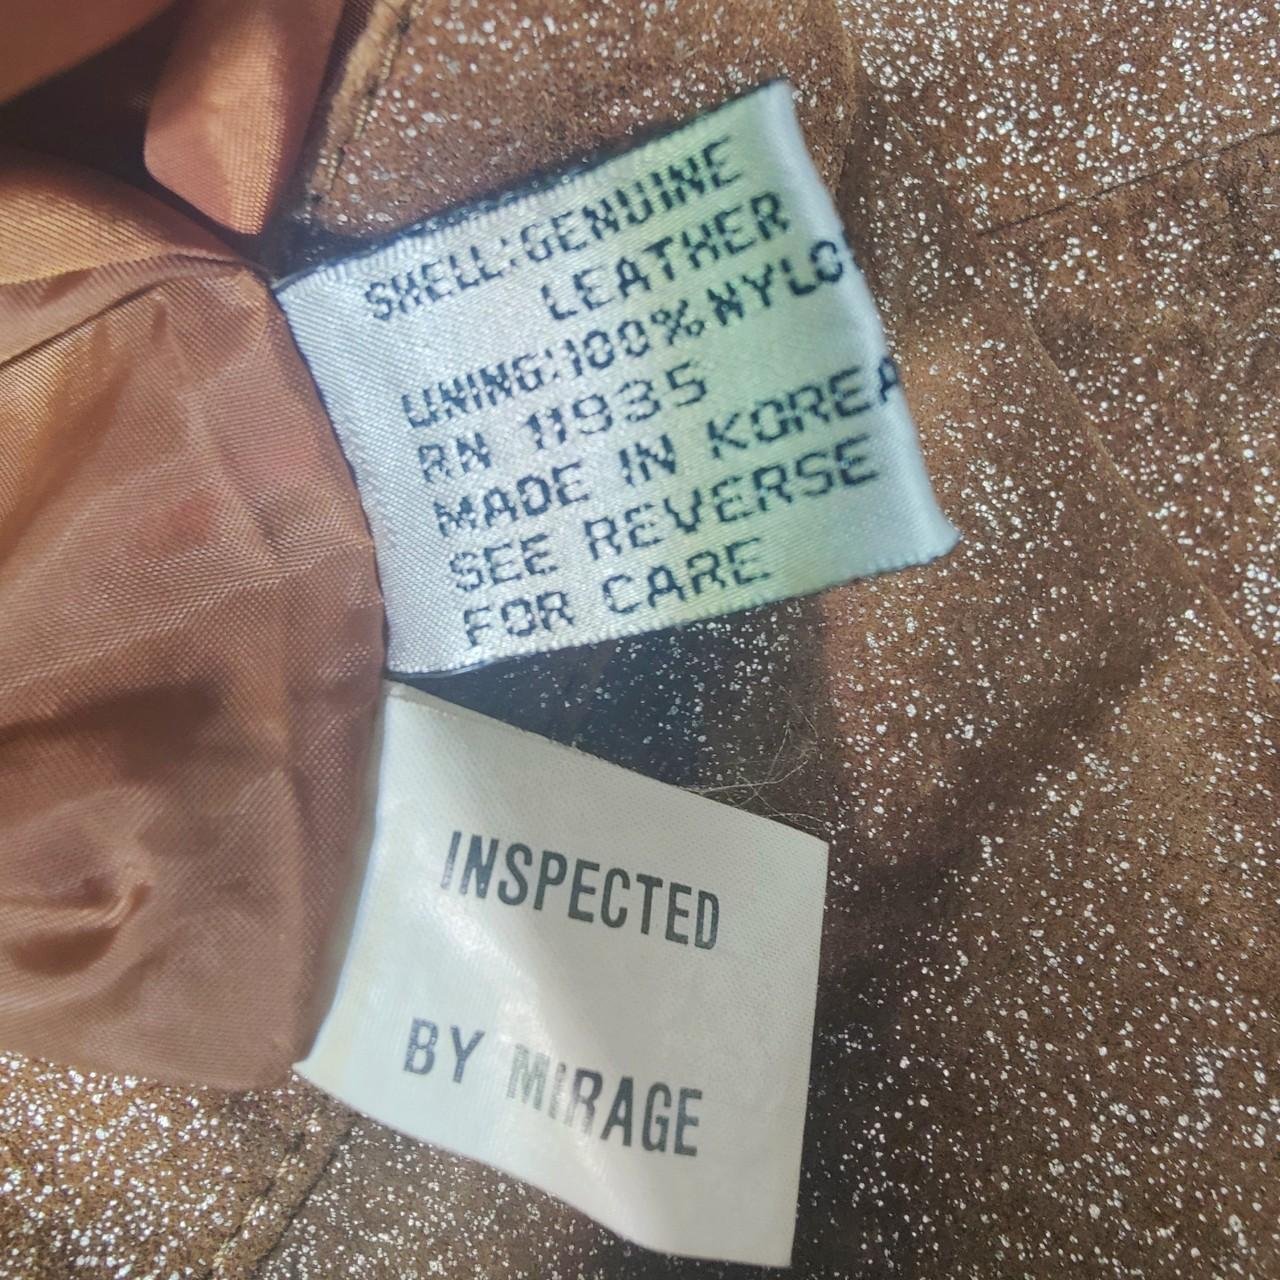 SHELL:GENUINE
LEATHER
LINING:100%NYLO
RN 11935
MADE IN KOREA
SEE REVERSE
FOR CARE
INSPECTED
BY MIRAGE